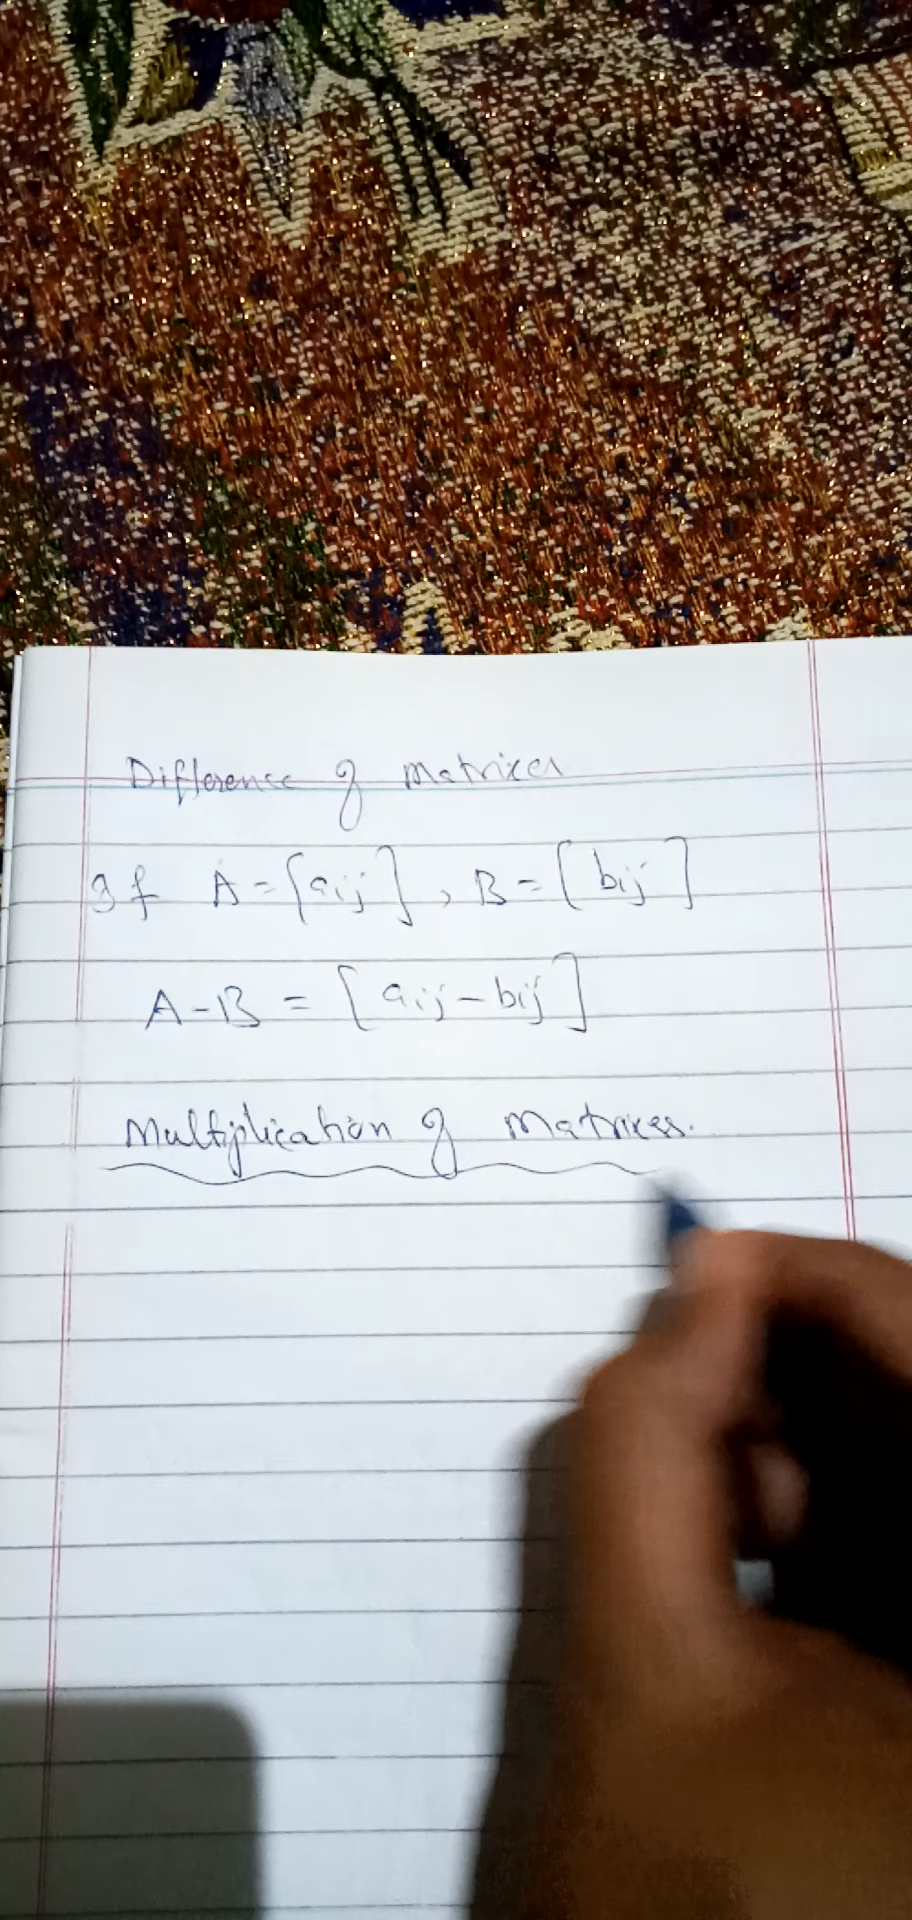 Difference of Matrices
If A = [aij], B = [bij]
A-B = [aij-bij]
Multiplication of Matrices.